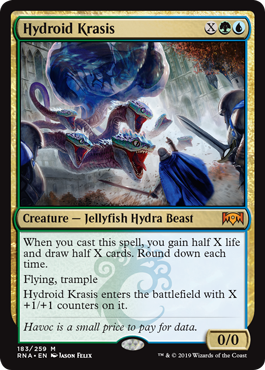 Hydroid Krasis X
Creature — Jellyfish Hydra Beast
When you cast this spell, you gain half X life
and draw half X cards. Round down each
time.
Flying, trample
Hydroid Krasis enters the battlefield with X
+1/+1 counters on it.
Havoc is a small price to pay for data.
0/0
183/259 M
RNA • EN JASON FELIX
™ & © 2019 Wizards of the Coast